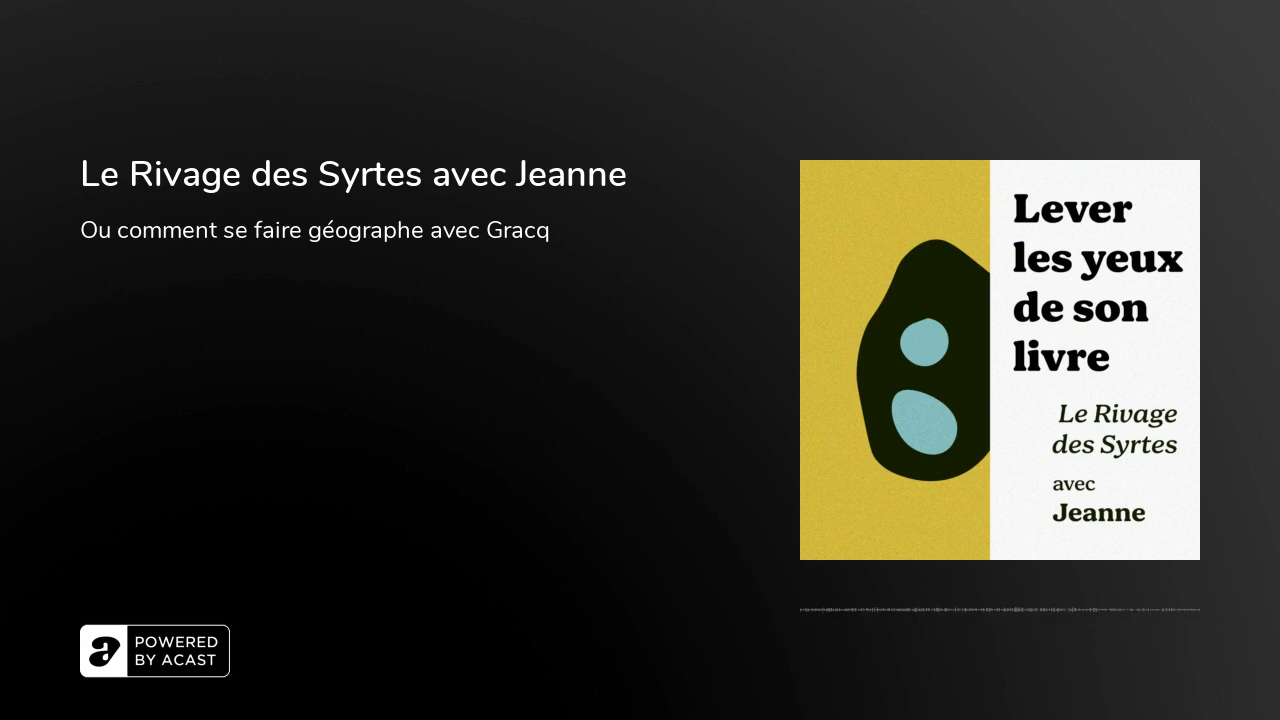 Le Rivage des Syrtes avec Jeanne
Ou comment se faire géographe avec Gracq
Lever
les yeux
de son
livre
Le Rivage
des Syrtes
avec
Jeanne
a
POWERED
BY ACAST